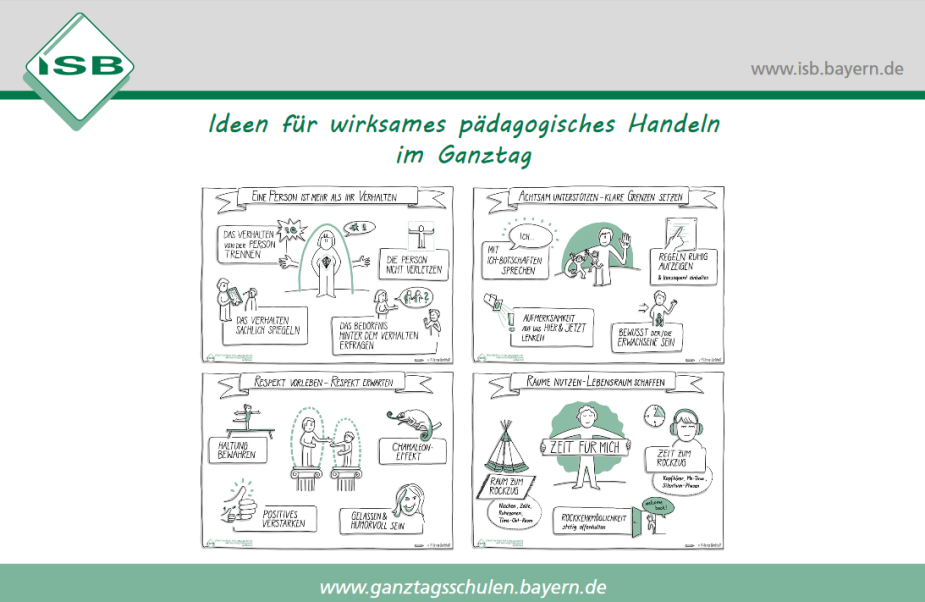 ISB
www.isb.bayern.de
Ideen für wirksames pädagogisches Handeln
im Ganztag
EINE PERSON IST MEHR ALS IHR VERHALTEN
DAS VERHALTEN
VON DER PERSON
TRENNEN
DIE PERSON
NICHT VERLETZEN
DAS VERHALTEN
SACHLICH SPIEGELN
DAS BEDÜRFNIS
HINTER DEM VERHALTEN
ERFRAGEN
ACHTSAM UNTERSTÜTZEN - KLARE GRENZEN SETZEN
ICH...
MIT
ICH-BOTSCHAFTEN
SPRECHEN
REGELN RUHIG
AUFZEIGEN
& konsequent einhalten
AUFMERKSAMKEIT
AUF DAS HIER & JETZT
LENKEN
BEWUSST DER/DIE
ERWACHSENE SEIN
RESPEKT VORLEBEN - RESPEKT ERWARTEN
HALTUNG
BEWAHREN
CHAMÄLEON-
EFFEKT
POSITIVES
VERSTÄRKEN
GELASSEN &
HUMORVOLL SEIN
RÄUME NUTZEN - LEBENSRAUM SCHAFFEN
ZEIT FÜR MICH
RAUM ZUM
RÜCKZUG
Nischen, Zelte,
Ruhezonen,
Time-Out-Raum
ZEIT ZUM
RÜCKZUG
Kopfhörer, Me-Time,
Silentium-Phasen
welcome
back!
RÜCKKEHRMÖGLICHKEIT
stetig offenhalten
www.ganztagsschulen.bayern.de